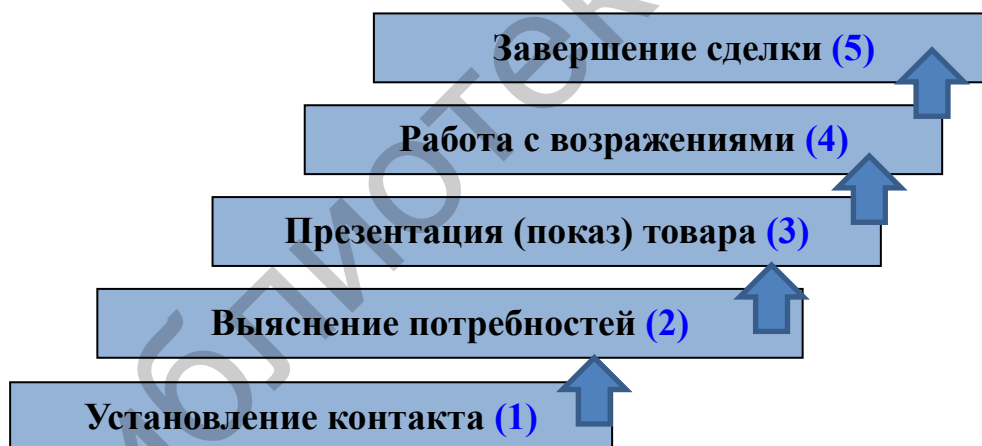 Завершение сделки (5)
Работа с возражениями (4)
Презентация (показ) товара (3)
Выяснение потребностей (2)
Установление контакта (1)